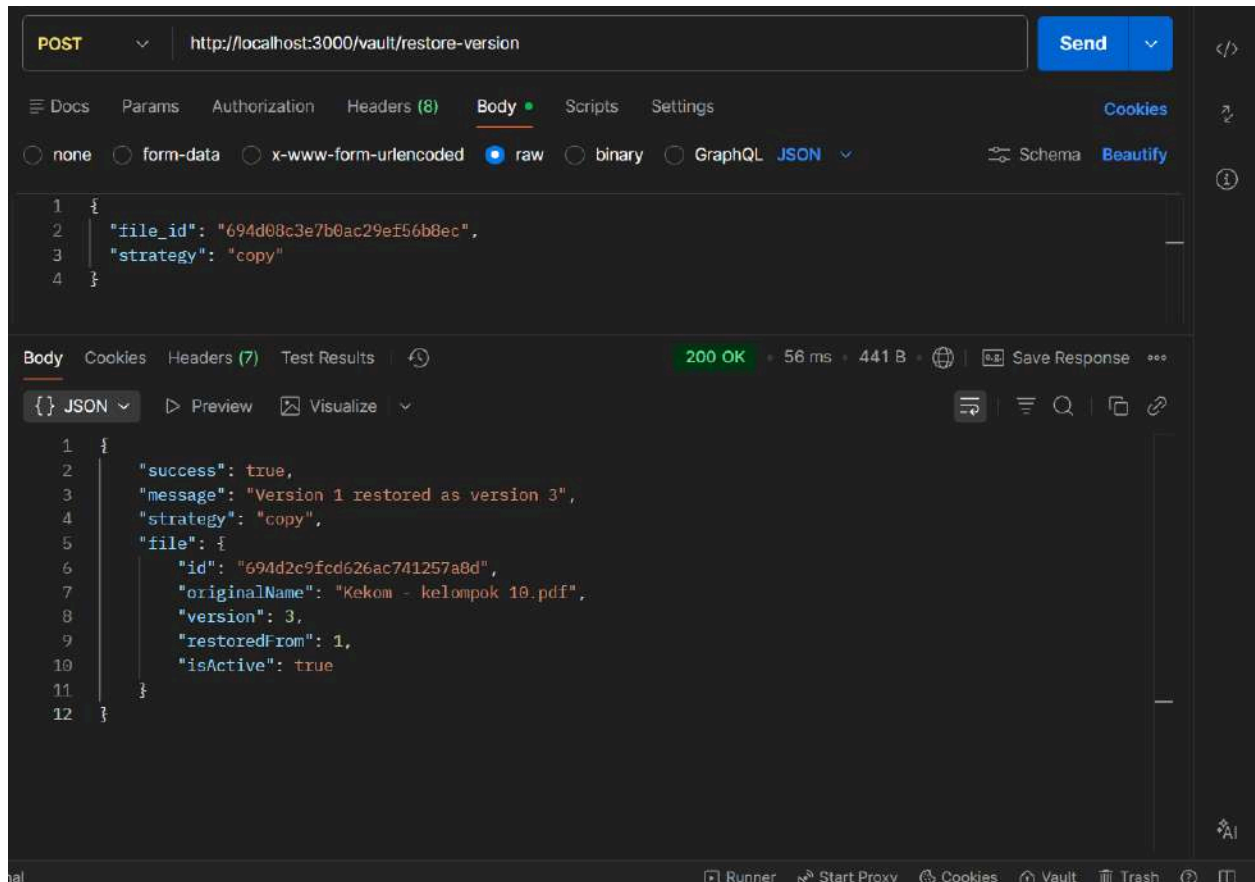 POST http://localhost:3000/vault/restore-version Send
Docs Params Authorization Headers (8) Body Scripts Settings Cookies
none form-data x-www-form-urlencoded raw binary GraphQL JSON Schema Beautify
1 {
2 "file_id": "694d08c3e7b0ac29ef56b8ec",
3 "strategy": "copy"
4 }
Body Cookies Headers (7) Test Results 200 OK 56 ms 441 B e.g. Save Response
{} JSON Preview Visualize
1 {
2 "success": true,
3 "message": "Version 1 restored as version 3",
4 "strategy": "copy",
5 "file": {
6 "id": "694d2c9fcd626ac741257a8d",
7 "originalName": "Kekom - kelompok 10.pdf",
8 "version": 3,
9 "restoredFrom": 1,
10 "isActive": true
11 }
12 }
AI
nal Runner Start Proxy Cookies Vault Trash